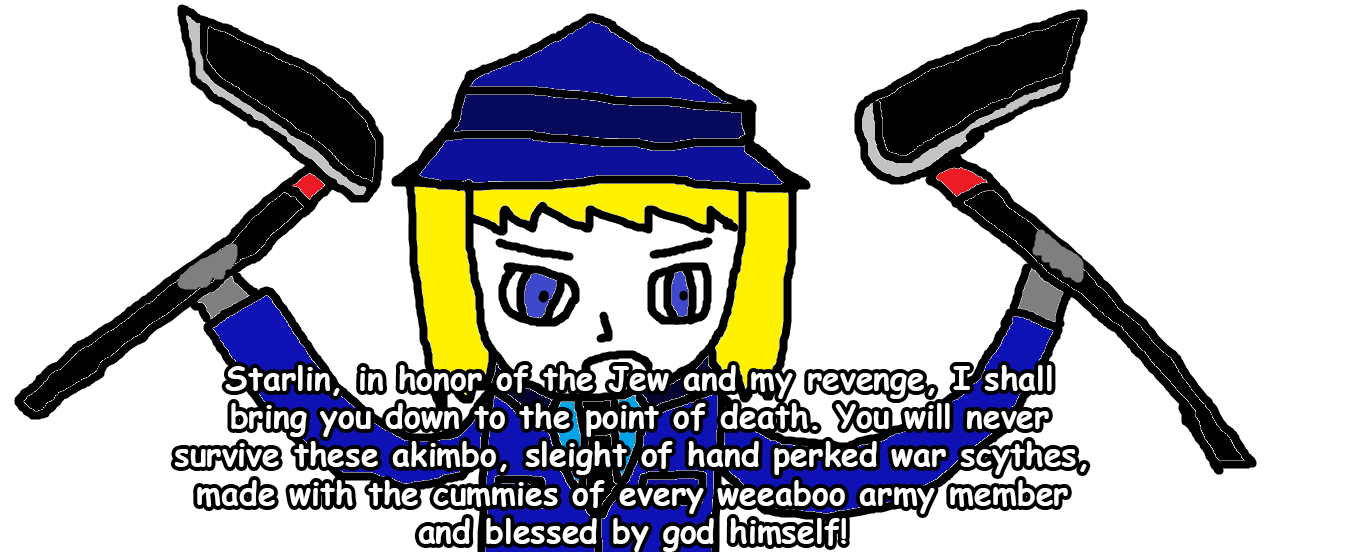 Starlin, in honor of the Jew and my revenge, I shall
bring you down to the point of death. You will never
survive these akimbo, sleight of hand perked war scythes,
made with the cummies of every weeaboo army member
and blessed by god himself!